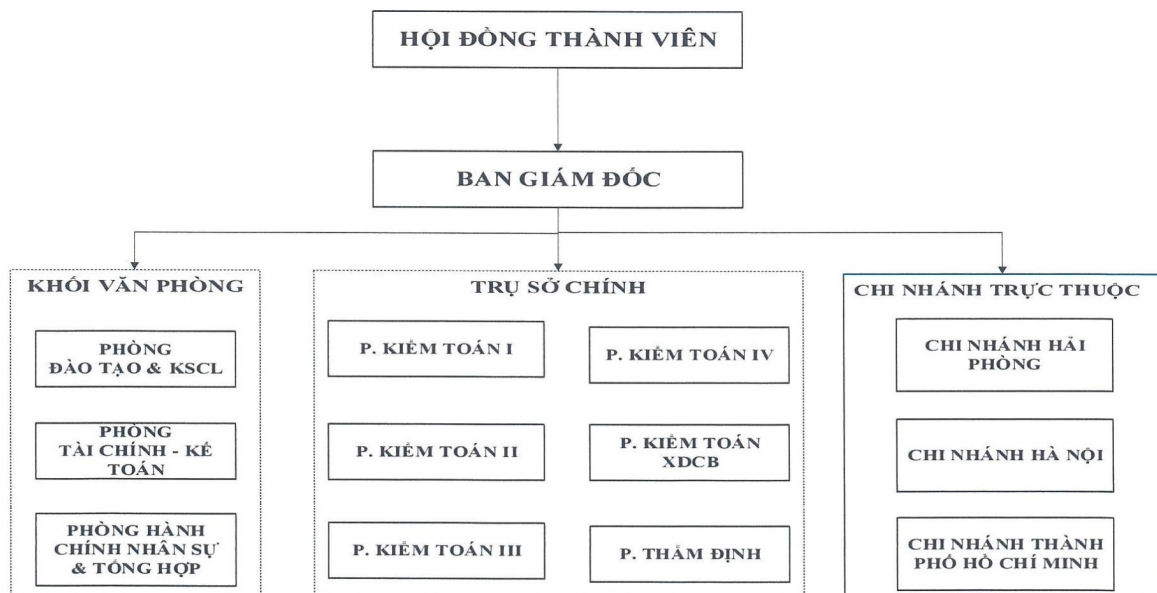 HỘI ĐỒNG THÀNH VIÊN
BAN GIÁM ĐỐC
KHỐI VĂN PHÒNG
PHÒNG
ĐÀO TẠO & KSCL
PHÒNG
TÀI CHÍNH - KẾ
TOÁN
PHÒNG HÀNH
CHÍNH NHÂN SỰ
& TỔNG HỢP
TRỤ SỞ CHÍNH
P. KIỂM TOÁN I
P. KIỂM TOÁN IV
P. KIỂM TOÁN II
P. KIỂM TOÁN
XDCB
P. KIỂM TOÁN III
P. THẨM ĐỊNH
CHI NHÁNH TRỰC THUỘC
CHI NHÁNH HẢI
PHÒNG
CHI NHÁNH HÀ NỘI
CHI NHÁNH THÀNH
PHỐ HỒ CHÍ MINH